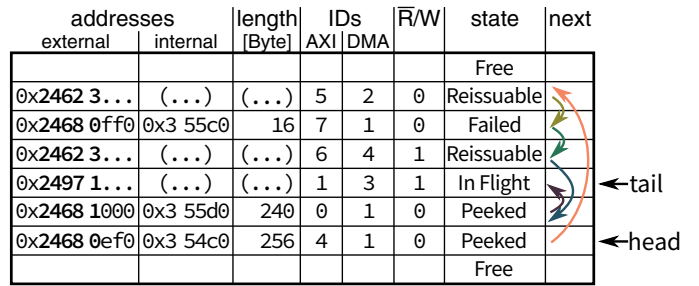 addresses length IDs R̅/W state next
external internal [Byte] AXI DMA
Free
0x2462 3... (...) (...) 5 2 0 Reissuable
0x2468 0ff0 0x3 55c0 16 7 1 0 Failed
0x2462 3... (...) (...) 6 4 1 Reissuable
0x2497 1... (...) (...) 1 3 1 In Flight tail
0x2468 1000 0x3 55d0 240 0 1 0 Peeked
0x2468 0ef0 0x3 54c0 256 4 1 0 Peeked head
Free